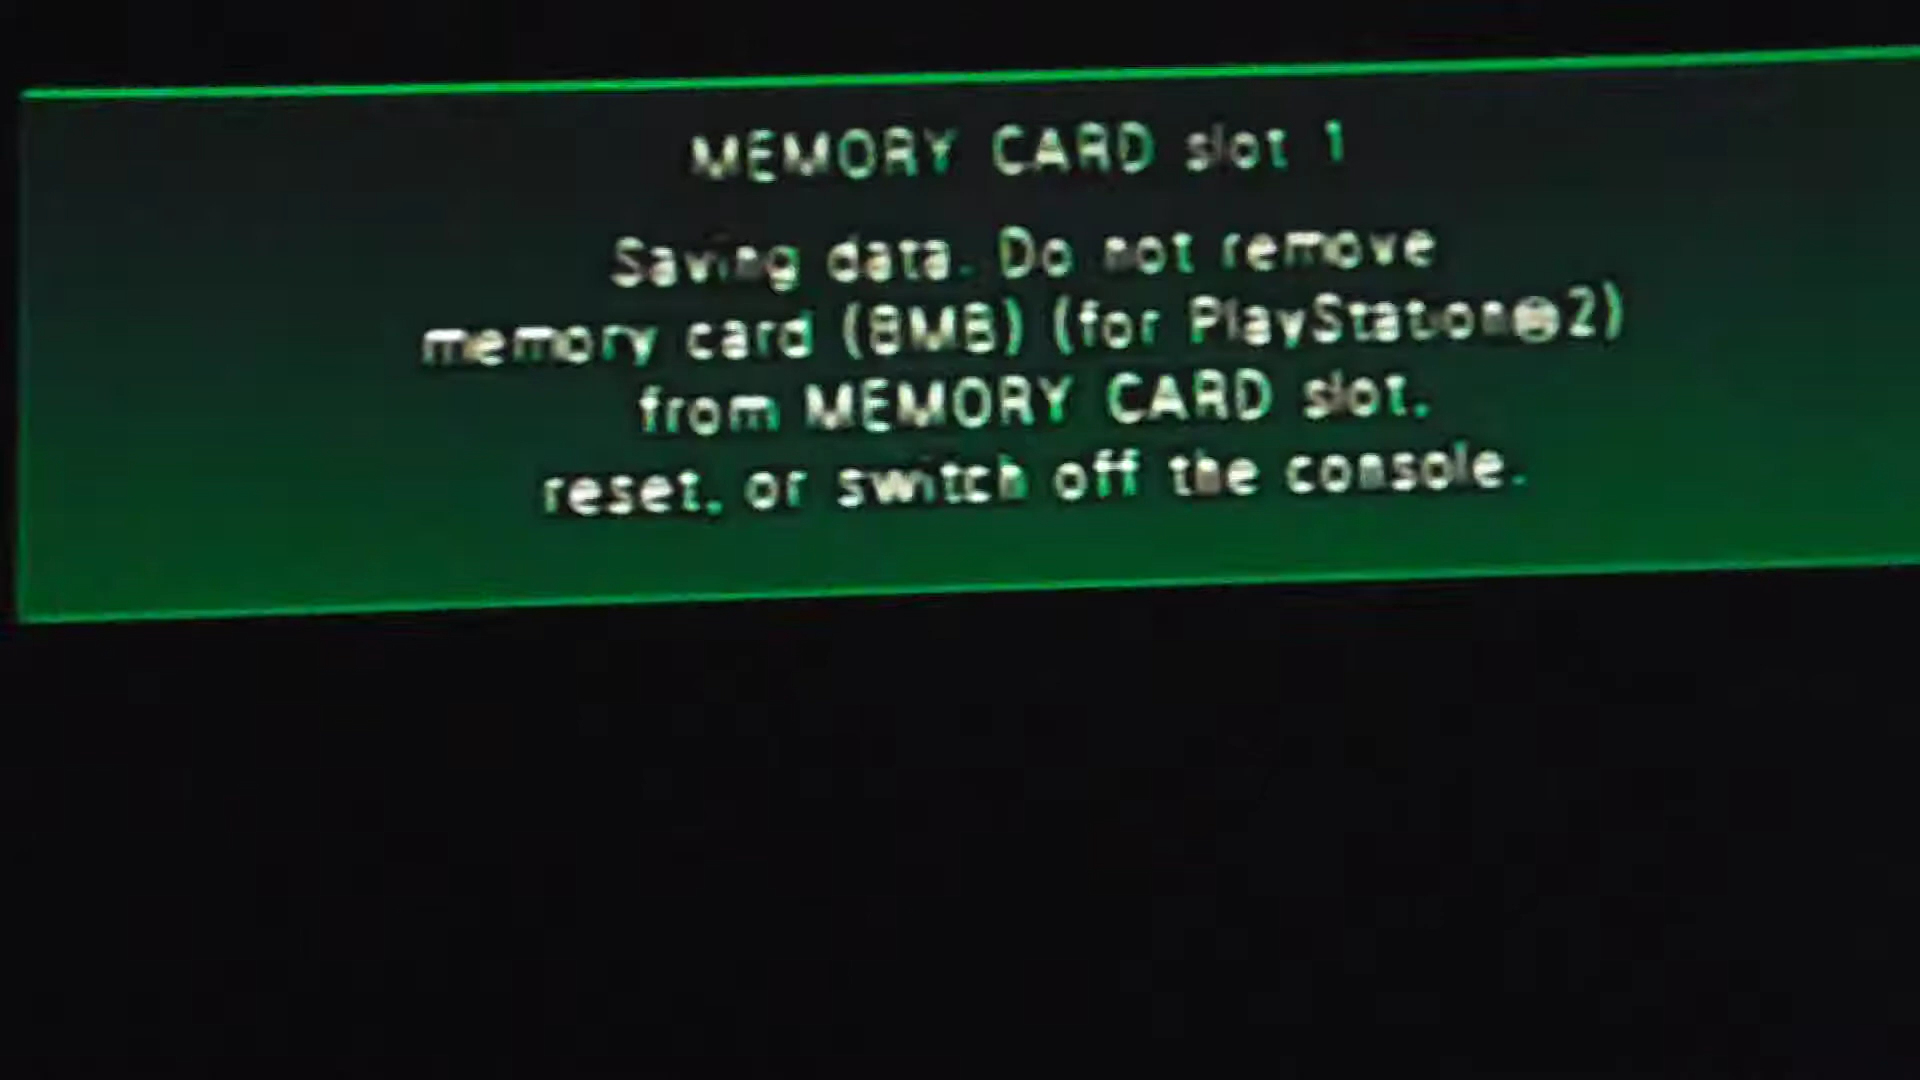 MEMORY CARD slot 1
Saving data. Do not remove
memory card (8MB) (for PlayStation®2)
from MEMORY CARD slot,
reset, or switch off the console.